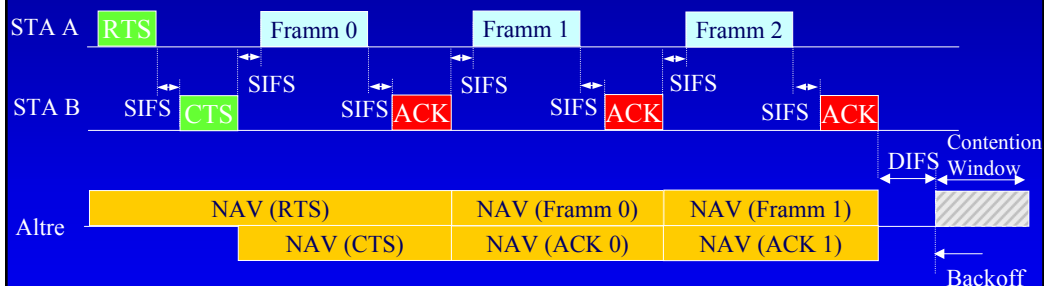 STA A
RTS
Framm 0
Framm 1
Framm 2
SIFS
SIFS
SIFS
STA B
SIFS
CTS
SIFS
ACK
SIFS
ACK
SIFS
ACK
DIFS
Contention
Window
Altre
NAV (RTS)
NAV (Framm 0)
NAV (Framm 1)
NAV (CTS)
NAV (ACK 0)
NAV (ACK 1)
Backoff